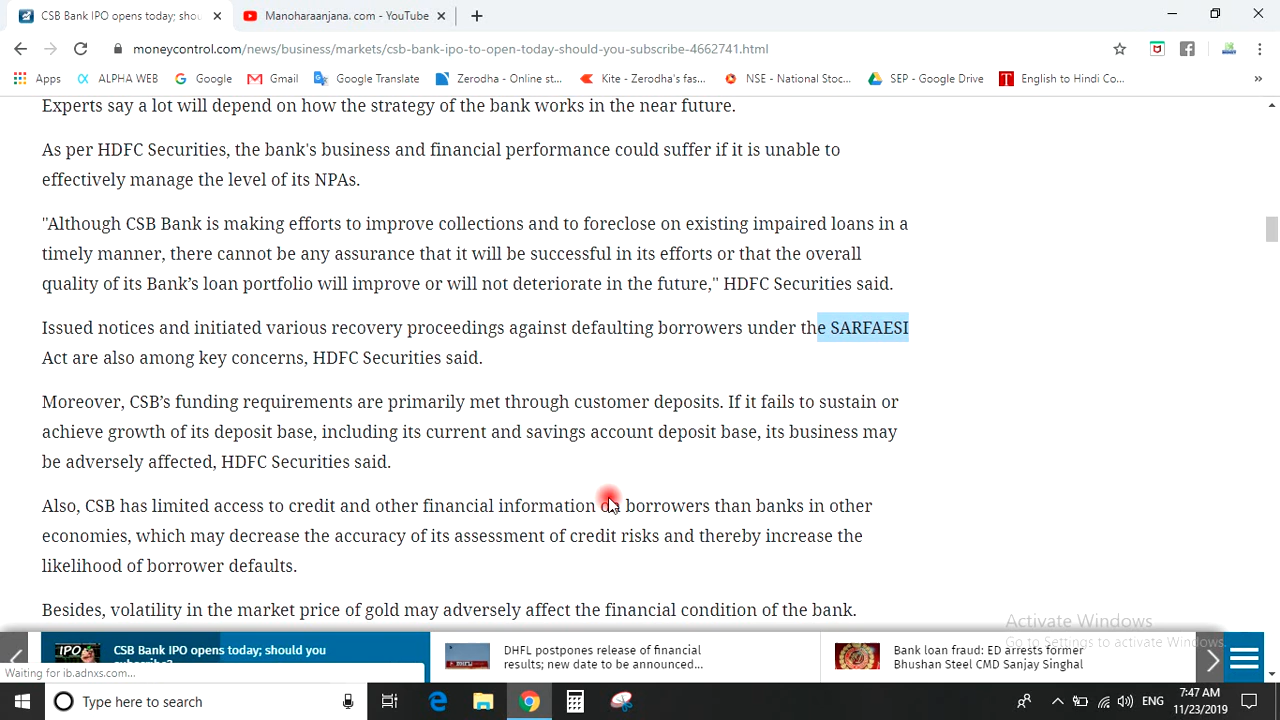 CSB Bank IPO opens today; shou
Manoharaanjana. com - YouTube
moneycontrol.com/news/business/markets/csb-bank-ipo-to-open-today-should-you-subscribe-4662741.html
Apps ALPHA WEB Google Gmail Google Translate Zerodha - Online st... Kite - Zerodha's fas... NSE - National Stoc... SEP - Google Drive English to Hindi Co... »
Experts say a lot will depend on how the strategy of the bank works in the near future.
As per HDFC Securities, the bank's business and financial performance could suffer if it is unable to
effectively manage the level of its NPAs.
"Although CSB Bank is making efforts to improve collections and to foreclose on existing impaired loans in a
timely manner, there cannot be any assurance that it will be successful in its efforts or that the overall
quality of its Bank’s loan portfolio will improve or will not deteriorate in the future," HDFC Securities said.
Issued notices and initiated various recovery proceedings against defaulting borrowers under the SARFAESI
Act are also among key concerns, HDFC Securities said.
Moreover, CSB’s funding requirements are primarily met through customer deposits. If it fails to sustain or
achieve growth of its deposit base, including its current and savings account deposit base, its business may
be adversely affected, HDFC Securities said.
Also, CSB has limited access to credit and other financial information on borrowers than banks in other
economies, which may decrease the accuracy of its assessment of credit risks and thereby increase the
likelihood of borrower defaults.
Besides, volatility in the market price of gold may adversely affect the financial condition of the bank.
Activate Windows
Go to Settings to activate Windows.
IPO
CSB Bank IPO opens today; should you
subscribe?
DHFL postpones release of financial
results; new date to be announced...
Bank loan fraud: ED arrests former
Bhushan Steel CMD Sanjay Singhal
Waiting for ib.adnxs.com...
Type here to search
ENG
7:47 AM
11/23/2019